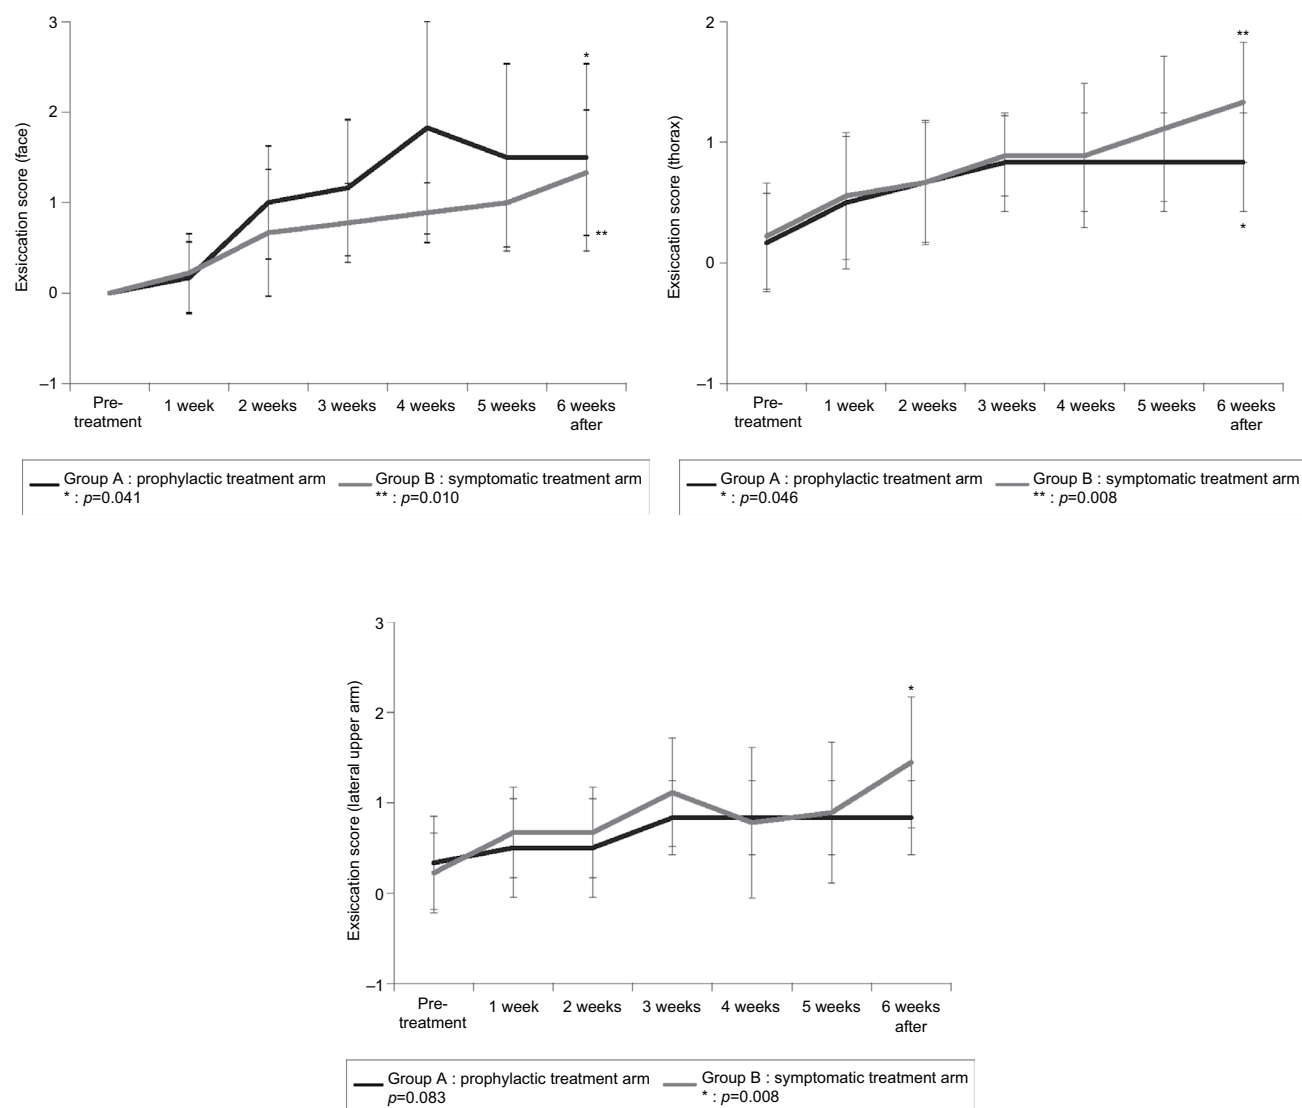 Exsiccation score (face)
3
2
1
0
–1
*
**
Pre-
treatment
1 week
2 weeks
3 weeks
4 weeks
5 weeks
6 weeks
after
Group A : prophylactic treatment arm
* : p=0.041
Group B : symptomatic treatment arm
** : p=0.010
Exsiccation score (thorax)
2
1
0
–1
**
*
Pre-
treatment
1 week
2 weeks
3 weeks
4 weeks
5 weeks
6 weeks
after
Group A : prophylactic treatment arm
* : p=0.046
Group B : symptomatic treatment arm
** : p=0.008
Exsiccation score (lateral upper arm)
3
2
1
0
–1
*
Pre-
treatment
1 week
2 weeks
3 weeks
4 weeks
5 weeks
6 weeks
after
Group A : prophylactic treatment arm
p=0.083
Group B : symptomatic treatment arm
* : p=0.008